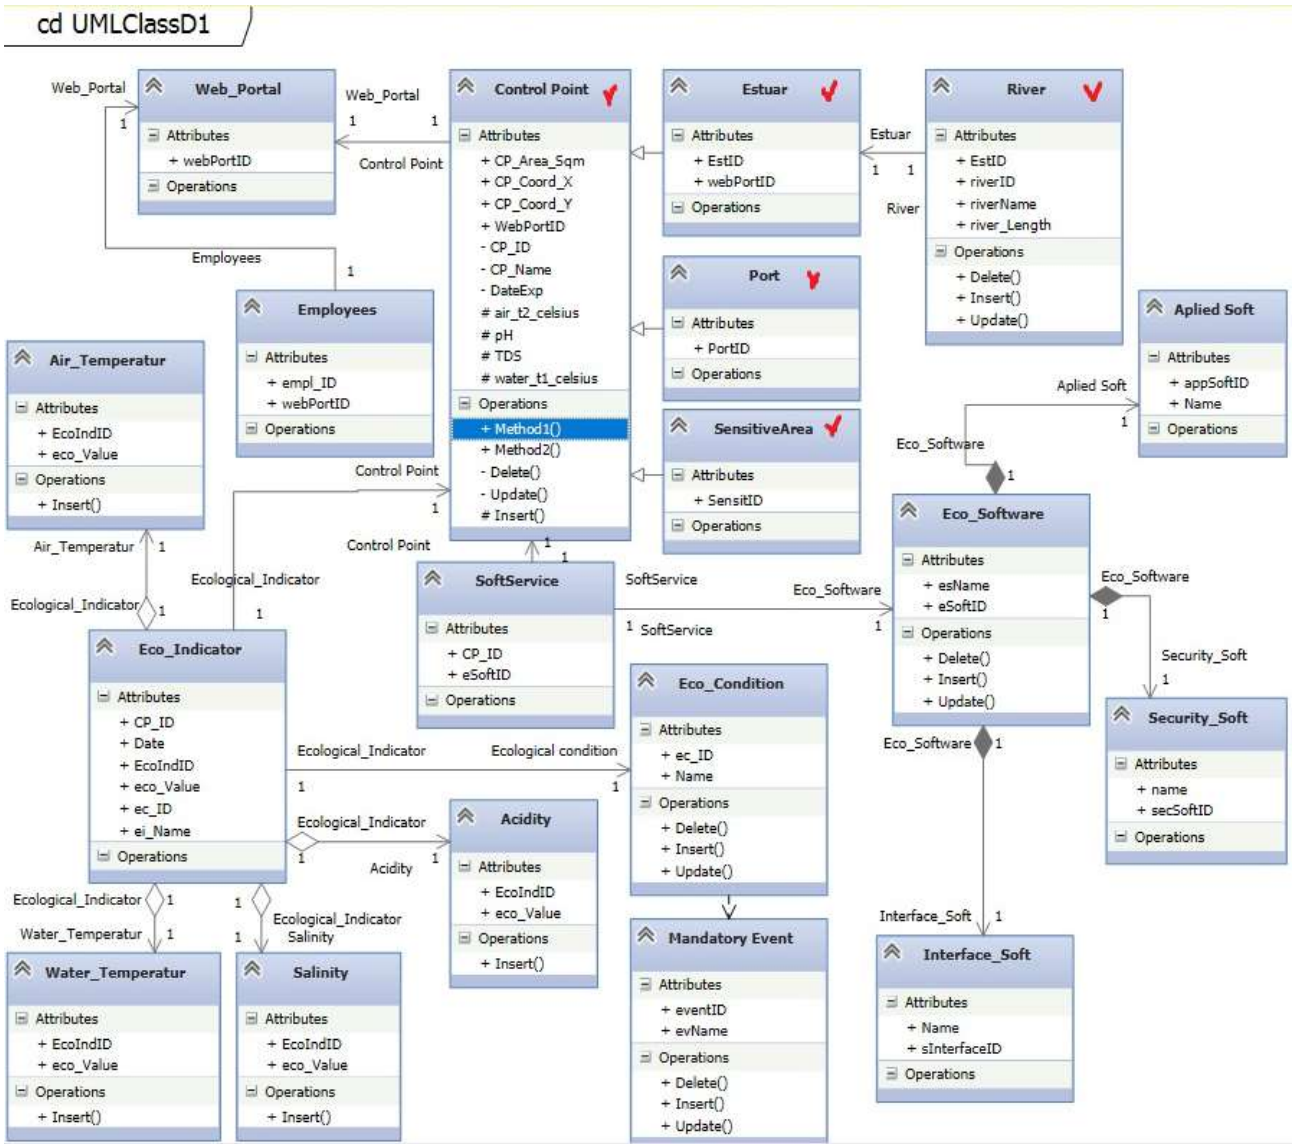 cd UMLClassD1
Web_Portal
1
Web_Portal
Attributes
+ webPortID
Operations
Web_Portal
1
1
Control Point
Control Point
Attributes
+ CP_Area_Sqm
+ CP_Coord_X
+ CP_Coord_Y
+ WebPortID
- CP_ID
- CP_Name
- DateExp
# air_t2_celsius
# pH
# TDS
# water_t1_celsius
Operations
+ Method1()
+ Method2()
- Delete()
- Update()
# Insert()
Estuar
Attributes
+ EstID
+ webPortID
Operations
Estuar
1
1
River
River
Attributes
+ EstID
+ riverID
+ riverName
+ river_Length
Operations
+ Delete()
+ Insert()
+ Update()
Employees
1
Employees
Attributes
+ empl_ID
+ webPortID
Operations
Port
Attributes
+ PortID
Operations
Aplied Soft
Attributes
+ appSoftID
+ Name
Operations
Air_Temperatur
Attributes
+ EcoIndID
+ eco_Value
Operations
+ Insert()
SensitiveArea
Attributes
+ SensitID
Operations
Aplied Soft
1
Eco_Software
1
Control Point
1
Control Point
1
1
Air_Temperatur
1
Ecological_Indicator
1
Ecological_Indicator
1
SoftService
Attributes
+ CP_ID
+ eSoftID
Operations
SoftService
1
SoftService
Eco_Software
1
Eco_Software
Attributes
+ esName
+ eSoftID
Operations
+ Delete()
+ Insert()
+ Update()
Eco_Software
1
Security_Soft
1
Security_Soft
Attributes
+ name
+ secSoftID
Operations
Eco_Indicator
Attributes
+ CP_ID
+ Date
+ EcoIndID
+ eco_Value
+ ec_ID
+ ei_Name
Operations
Ecological_Indicator
1
Ecological condition
1
Eco_Condition
Attributes
+ ec_ID
+ Name
Operations
+ Delete()
+ Insert()
+ Update()
Ecological_Indicator
1
Acidity
1
Acidity
Attributes
+ EcoIndID
+ eco_Value
Operations
+ Insert()
Eco_Software
1
Interface_Soft
1
Interface_Soft
Attributes
+ Name
+ sInterfaceID
Operations
Ecological_Indicator
1
Water_Temperatur
1
1
Ecological_Indicator
1
Salinity
Water_Temperatur
Attributes
+ EcoIndID
+ eco_Value
Operations
+ Insert()
Salinity
Attributes
+ EcoIndID
+ eco_Value
Operations
+ Insert()
Mandatory Event
Attributes
+ eventID
+ evName
Operations
+ Delete()
+ Insert()
+ Update()